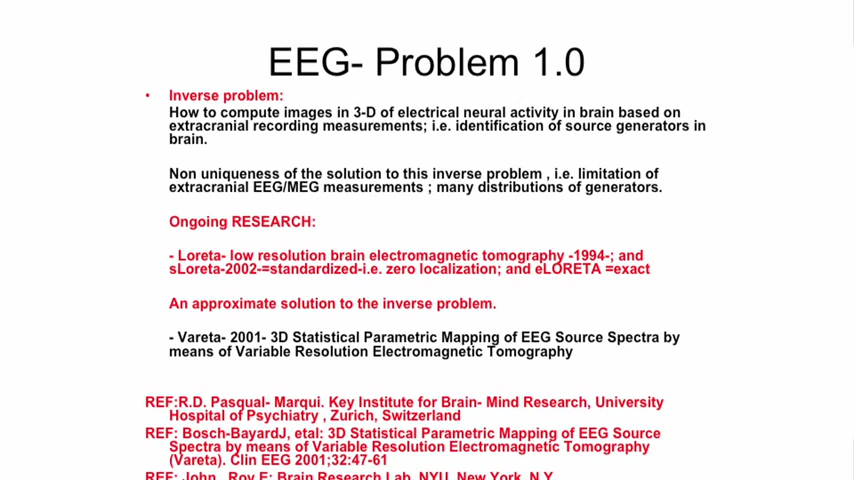 EEG- Problem 1.0
• Inverse problem:
How to compute images in 3-D of electrical neural activity in brain based on
extracranial recording measurements; i.e. identification of source generators in
brain.
Non uniqueness of the solution to this inverse problem , i.e. limitation of
extracranial EEG/MEG measurements ; many distributions of generators.
Ongoing RESEARCH:
- Loreta- low resolution brain electromagnetic tomography -1994-; and
sLoreta-2002-=standardized-i.e. zero localization; and eLORETA =exact
An approximate solution to the inverse problem.
- Vareta- 2001- 3D Statistical Parametric Mapping of EEG Source Spectra by
means of Variable Resolution Electromagnetic Tomography
REF:R.D. Pasqual- Marqui. Key Institute for Brain- Mind Research, University
Hospital of Psychiatry , Zurich, Switzerland
REF: Bosch-BayardJ, etal: 3D Statistical Parametric Mapping of EEG Source
Spectra by means of Variable Resolution Electromagnetic Tomography
(Vareta). Clin EEG 2001;32:47-61
REF: John , Roy E: Brain Research Lab, NYU, New York, N.Y.